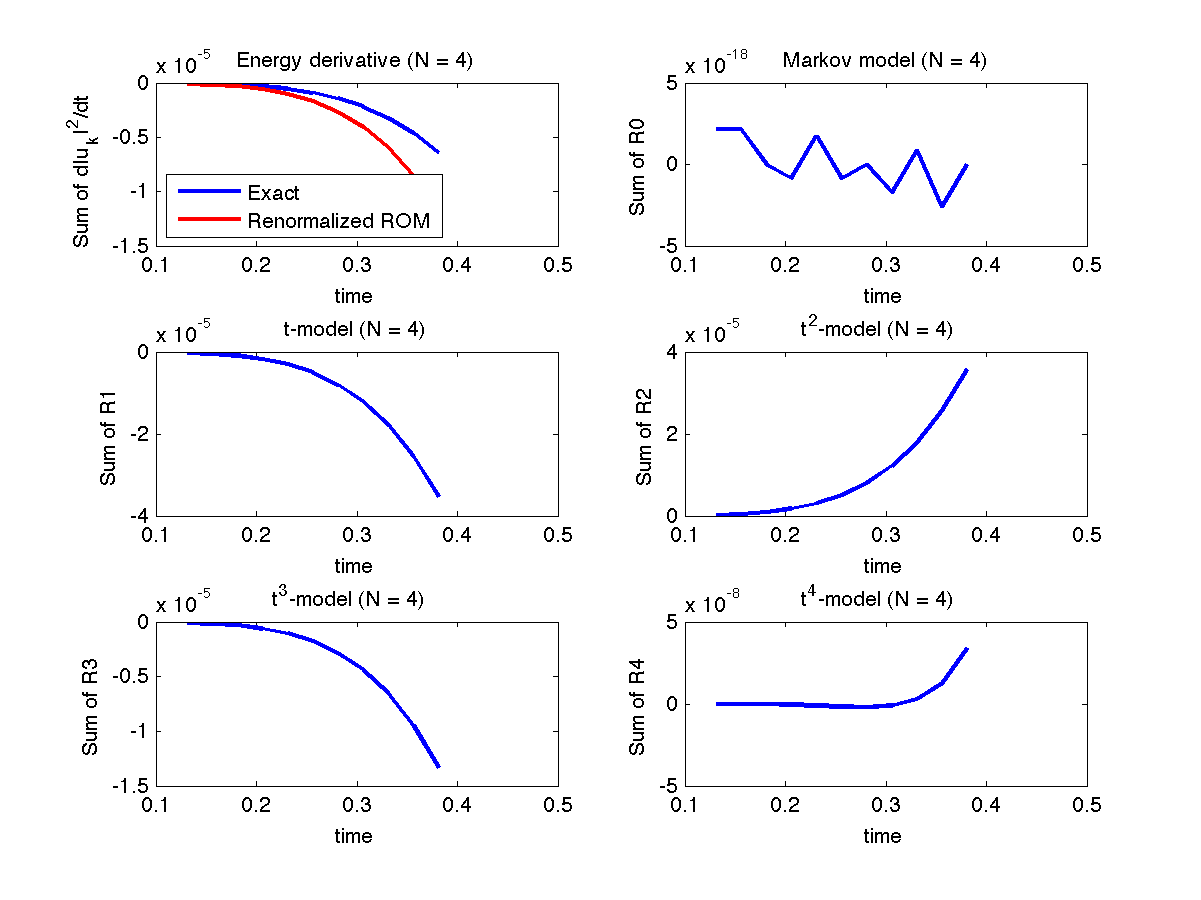 x 10^-5 Energy derivative (N = 4)
Sum of d|u_k|^2/dt
0
-0.5
-1
-1.5
Exact
Renormalized ROM
0.1 0.2 0.3 0.4 0.5
time
x 10^-18 Markov model (N = 4)
Sum of R0
5
0
-5
0.1 0.2 0.3 0.4 0.5
time
x 10^-5 t-model (N = 4)
Sum of R1
0
-2
-4
0.1 0.2 0.3 0.4 0.5
time
x 10^-5 t^2-model (N = 4)
Sum of R2
4
2
0
0.1 0.2 0.3 0.4 0.5
time
x 10^-5 t^3-model (N = 4)
Sum of R3
0
-0.5
-1
-1.5
0.1 0.2 0.3 0.4 0.5
time
x 10^-8 t^4-model (N = 4)
Sum of R4
5
0
-5
0.1 0.2 0.3 0.4 0.5
time